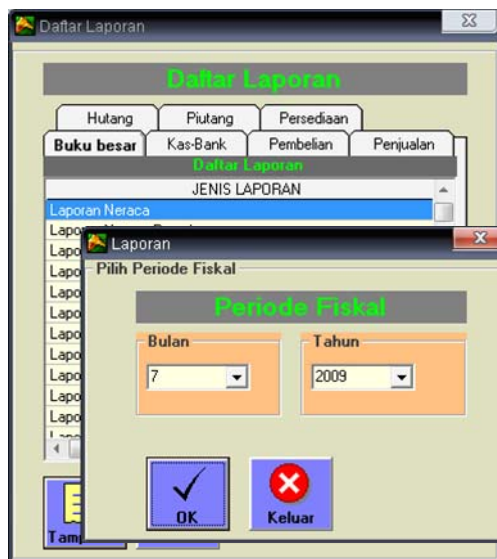 Daftar Laporan
Daftar Laporan
Hutang Piutang Persediaan
Buku besar Kas-Bank Pembelian Penjualan
Daftar Laporan
JENIS LAPORAN
Laporan Neraca
Laporan
Pilih Periode Fiskal
Periode Fiskal
Bulan Tahun
7 2009
OK Keluar